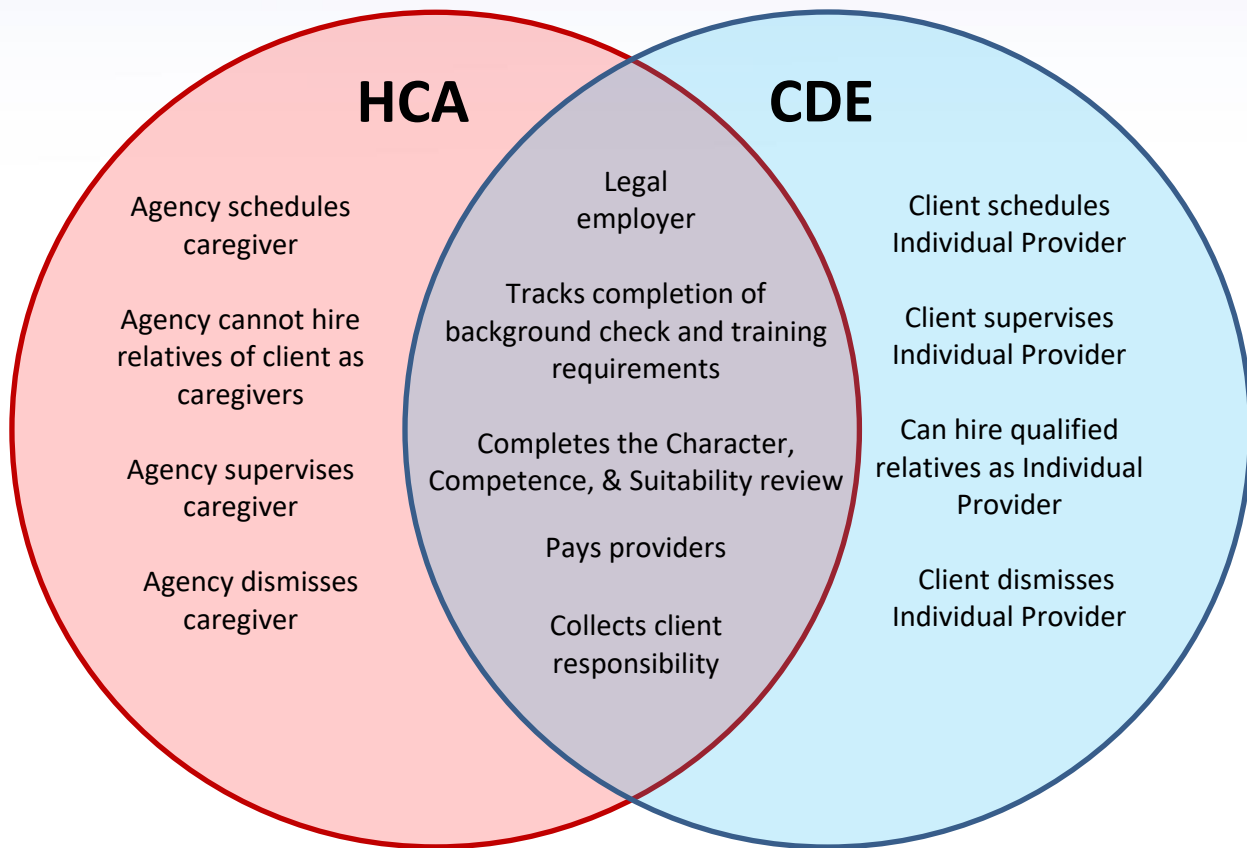 HCA
CDE
Agency schedules
caregiver
Agency cannot hire
relatives of client as
caregivers
Agency supervises
caregiver
Agency dismisses
caregiver
Legal
employer
Tracks completion of
background check and training
requirements
Completes the Character,
Competence, & Suitability review
Pays providers
Collects client
responsibility
Client schedules
Individual Provider
Client supervises
Individual Provider
Can hire qualified
relatives as Individual
Provider
Client dismisses
Individual Provider